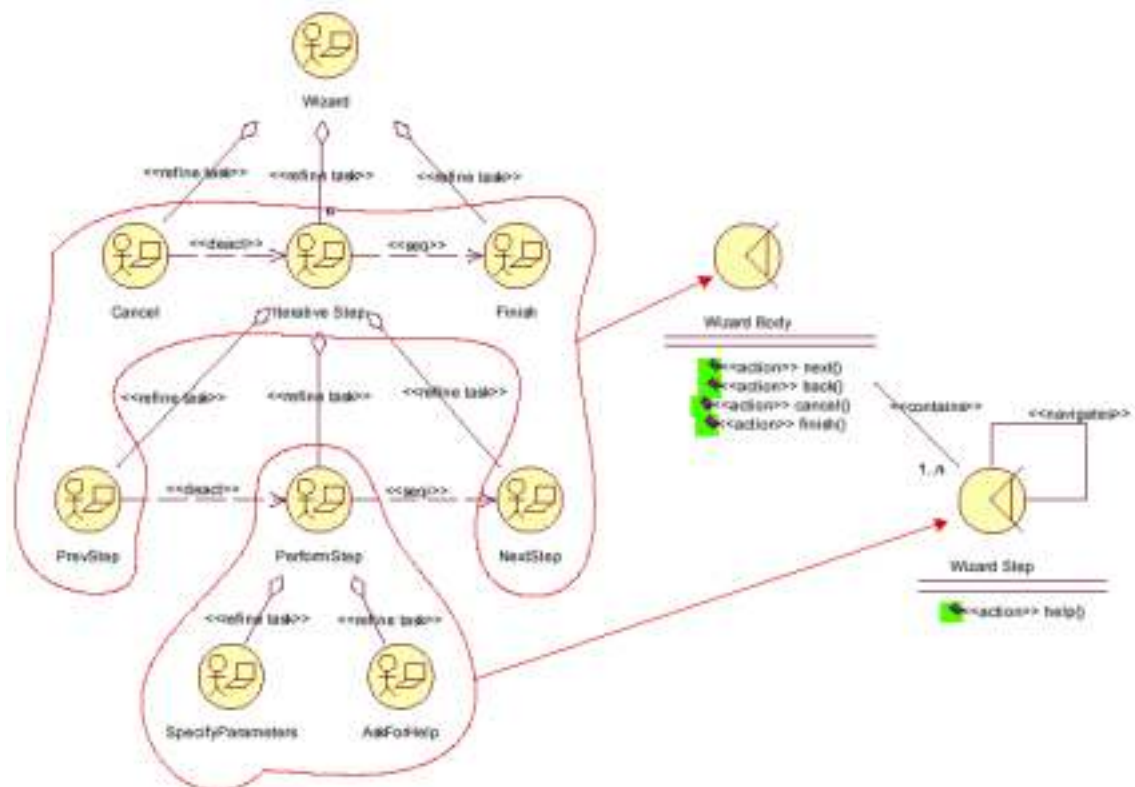 Wizard
<<refine task>>
<<refine task>>
<<refine task>>
n
<<deact>>
<<seq>>
Cancel
Iterative Step
Finish
Wizard Body
<<action>> next()
<<action>> back()
<<action>> cancel()
<<action>> finish()
<<refine task>>
<<refine task>>
<<refine task>>
<<contains>>
<<navigates>>
1..n
<<deact>>
<<seq>>
PrevStep
PerformStep
NextStep
Wizard Step
<<action>> help()
<<refine task>>
<<refine task>>
SpecifyParameters
AskForHelp